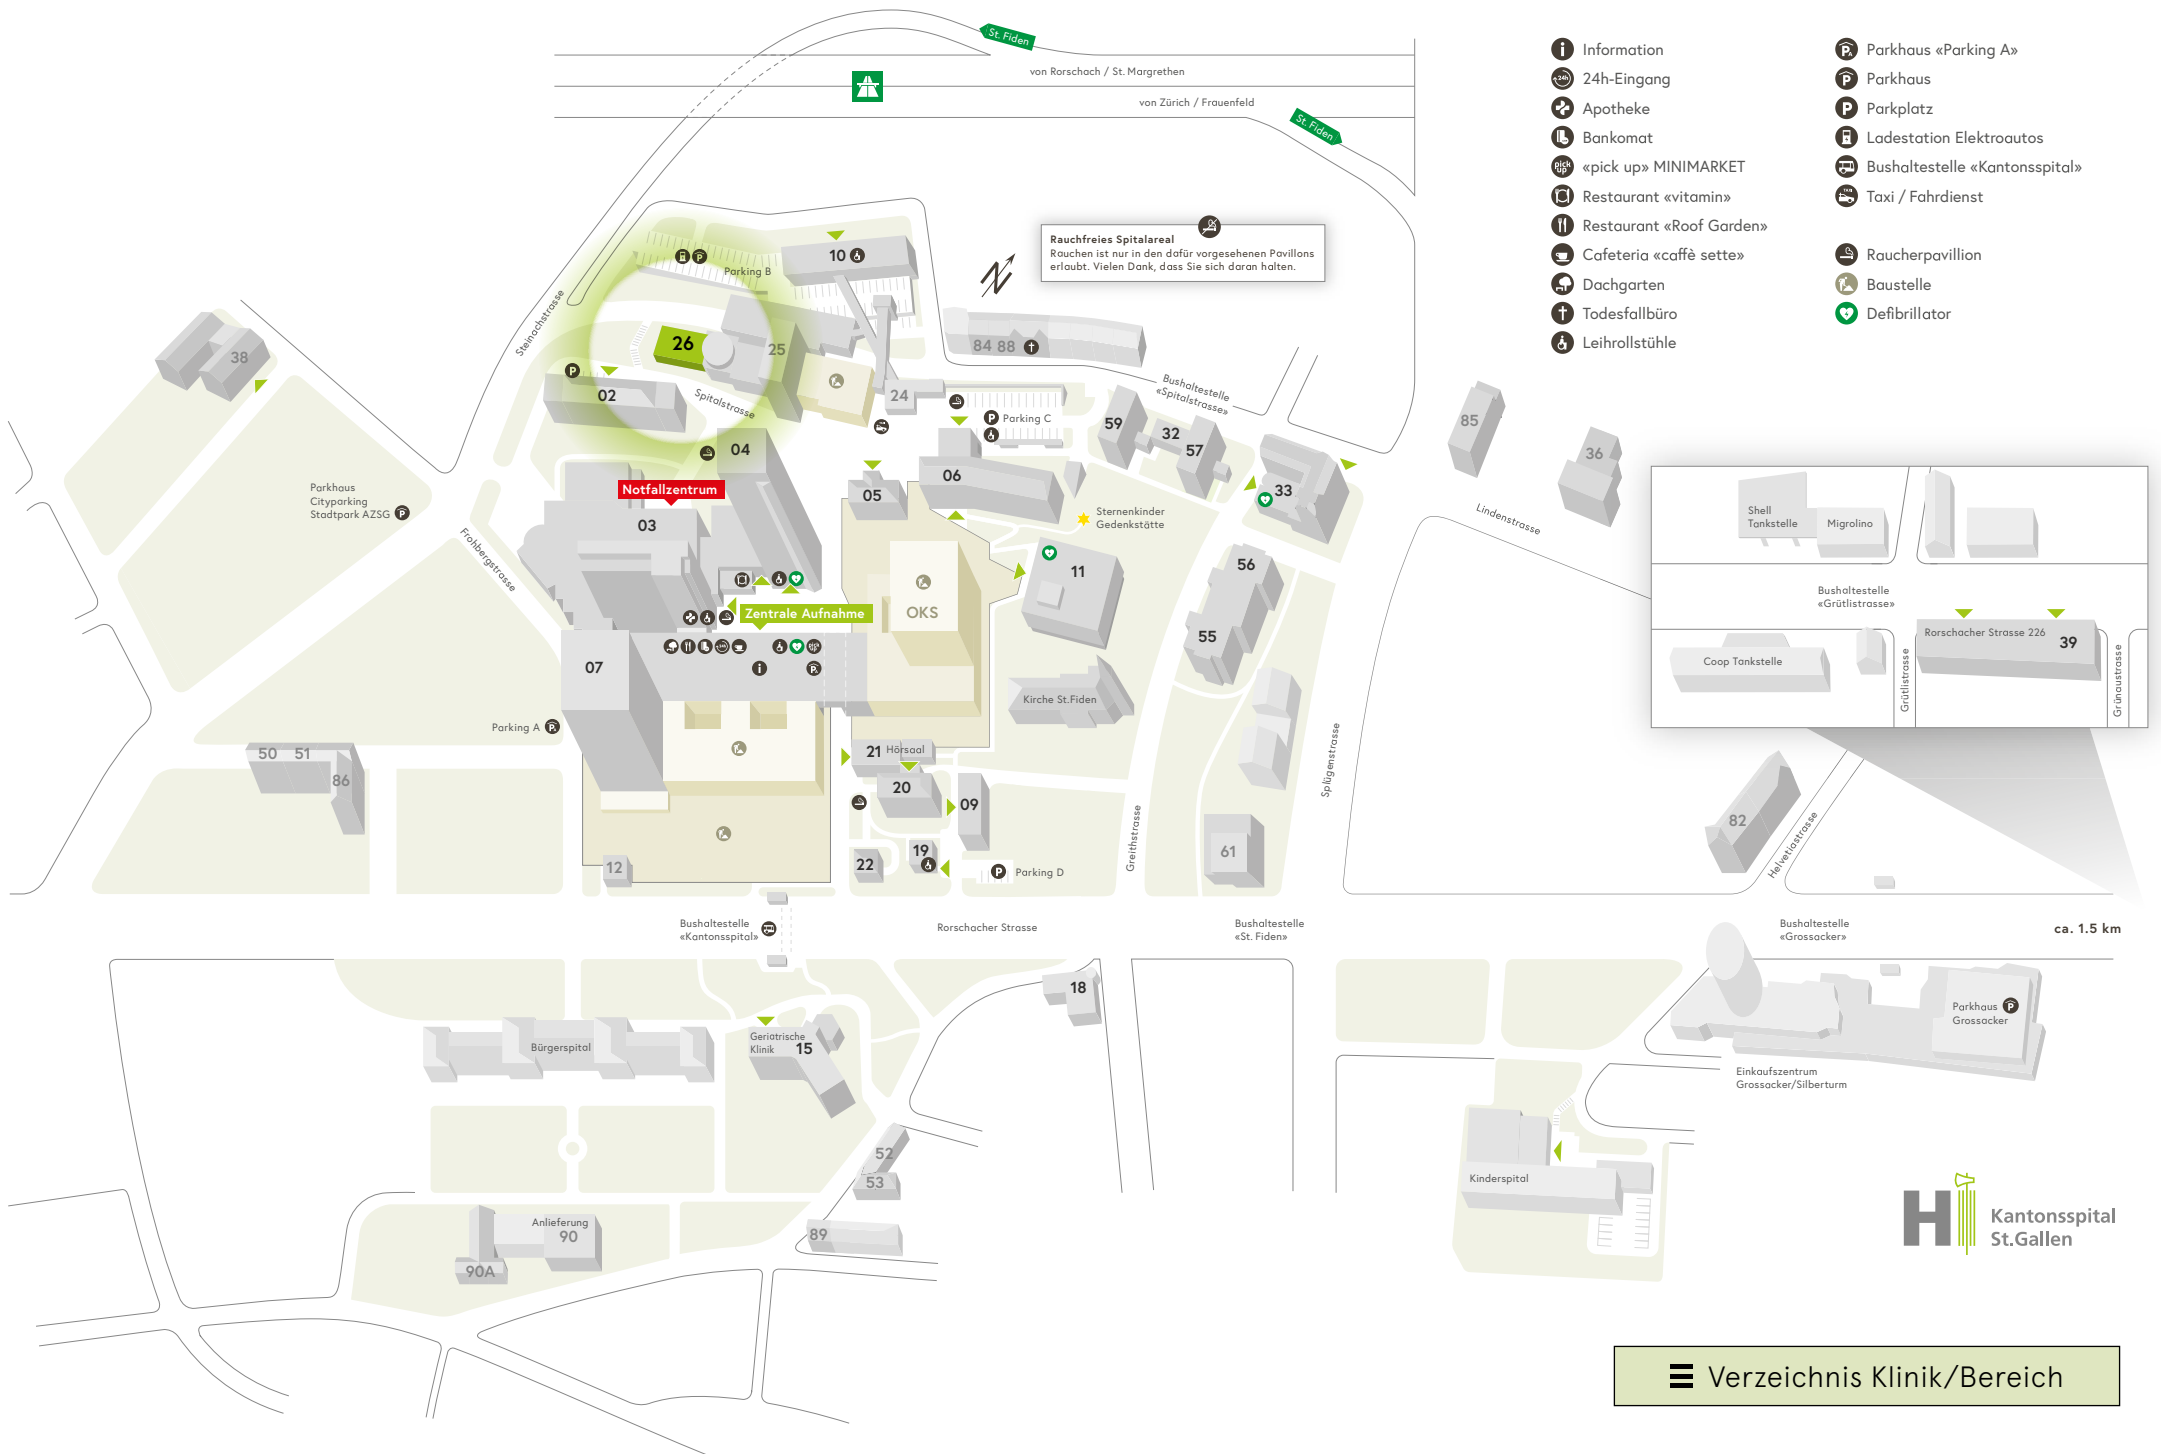 St. Fiden
von Rorschach / St. Margrethen
von Zürich / Frauenfeld
St. Fiden
Information
24h-Eingang
Apotheke
Bankomat
«pick up» MINIMARKET
Restaurant «vitamin»
Restaurant «Roof Garden»
Cafeteria «caffè sette»
Dachgarten
Todesfallbüro
Leihrollstühle
Parkhaus «Parking A»
Parkhaus
Parkplatz
Ladestation Elektroautos
Bushaltestelle «Kantonsspital»
Taxi / Fahrdienst
Raucherpavillion
Baustelle
Defibrillator
Rauchfreies Spitalareal
Rauchen ist nur in den dafür vorgesehenen Pavillons
erlaubt. Vielen Dank, dass Sie sich daran halten.
N
Parking B
10
Steinachstrasse
26
25
38
02
Spitalstrasse
24
84 88
Bushaltestelle
«Spitalstrasse»
Parking C
59
32
57
85
36
04
Notfallzentrum
03
05
06
33
Parkhaus
Cityparking
Stadtpark AZSG
Frohbergstrasse
Sternenkinder
Gedenkstätte
Lindenstrasse
Shell
Tankstelle
Migrolino
Bushaltestelle
«Grütlistrasse»
Rorschacher Strasse 226
39
Coop Tankstelle
Grütlistrasse
Grünaustrasse
11
56
55
OKS
Zentrale Aufnahme
07
Kirche St.Fiden
Parking A
21 Hörsaal
20
09
50 51
86
Splügenstrasse
Greithstrasse
82
Helvetiastrasse
61
12
22
19
Parking D
Bushaltestelle
«Kantonsspital»
Rorschacher Strasse
Bushaltestelle
«St. Fiden»
Bushaltestelle
«Grossacker»
ca. 1.5 km
18
Parkhaus
Grossacker
Bürgerspital
Geriatrische
Klinik
15
Einkaufszentrum
Grossacker/Silberturm
52
53
Kinderspital
Anlieferung
90
90A
89
Kantonsspital
St.Gallen
Verzeichnis Klinik/Bereich